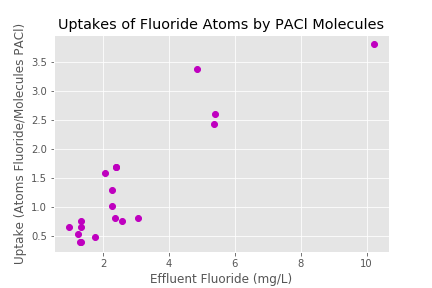 Uptakes of Fluoride Atoms by PACl Molecules
Uptake (Atoms Fluoride/Molecules PACl)
3.5
3.0
2.5
2.0
1.5
1.0
0.5
2 4 6 8 10
Effluent Fluoride (mg/L)